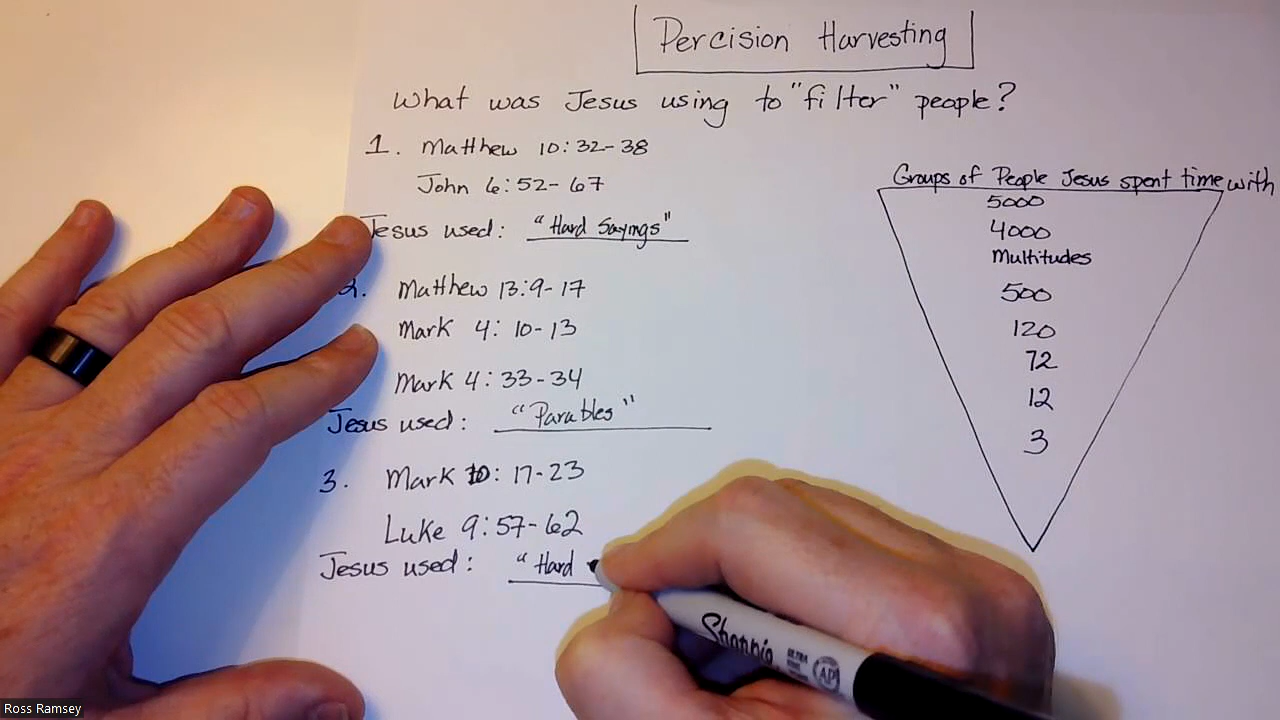 Percision Harvesting
What was Jesus using to "filter" people?
1. Matthew 10:32-38
John 6:52-67
Jesus used: "Hard Sayings"
2. Matthew 13:9-17
Mark 4:10-13
Mark 4:33-34
Jesus used: "Parables"
3. Mark 10:17-23
Luke 9:57-62
Jesus used: "Hard
Groups of People Jesus spent time with
5000
4000
Multitudes
500
120
72
12
3
Sharpie
AP
Ross Ramsey